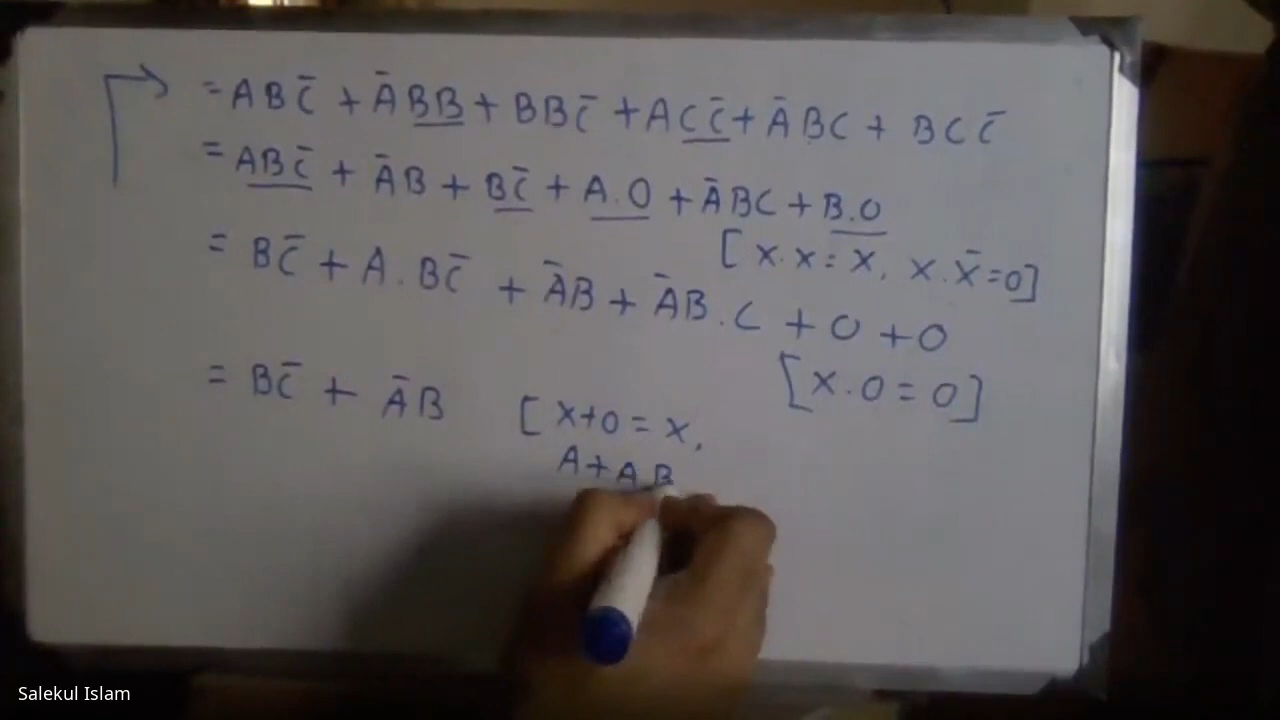 = ABC̄ + ĀBB + BBC̄ + ACC̄ + ĀBC + BCC̄
= ABC̄ + ĀB + BC̄ + A.0 + ĀBC + B.0
[X.X = X, X.X̄ = 0]
= BC̄ + A.BC̄ + ĀB + ĀB.C + 0 + 0
[X.0 = 0]
= BC̄ + ĀB [X+0 = X,
A+AB
Salekul Islam